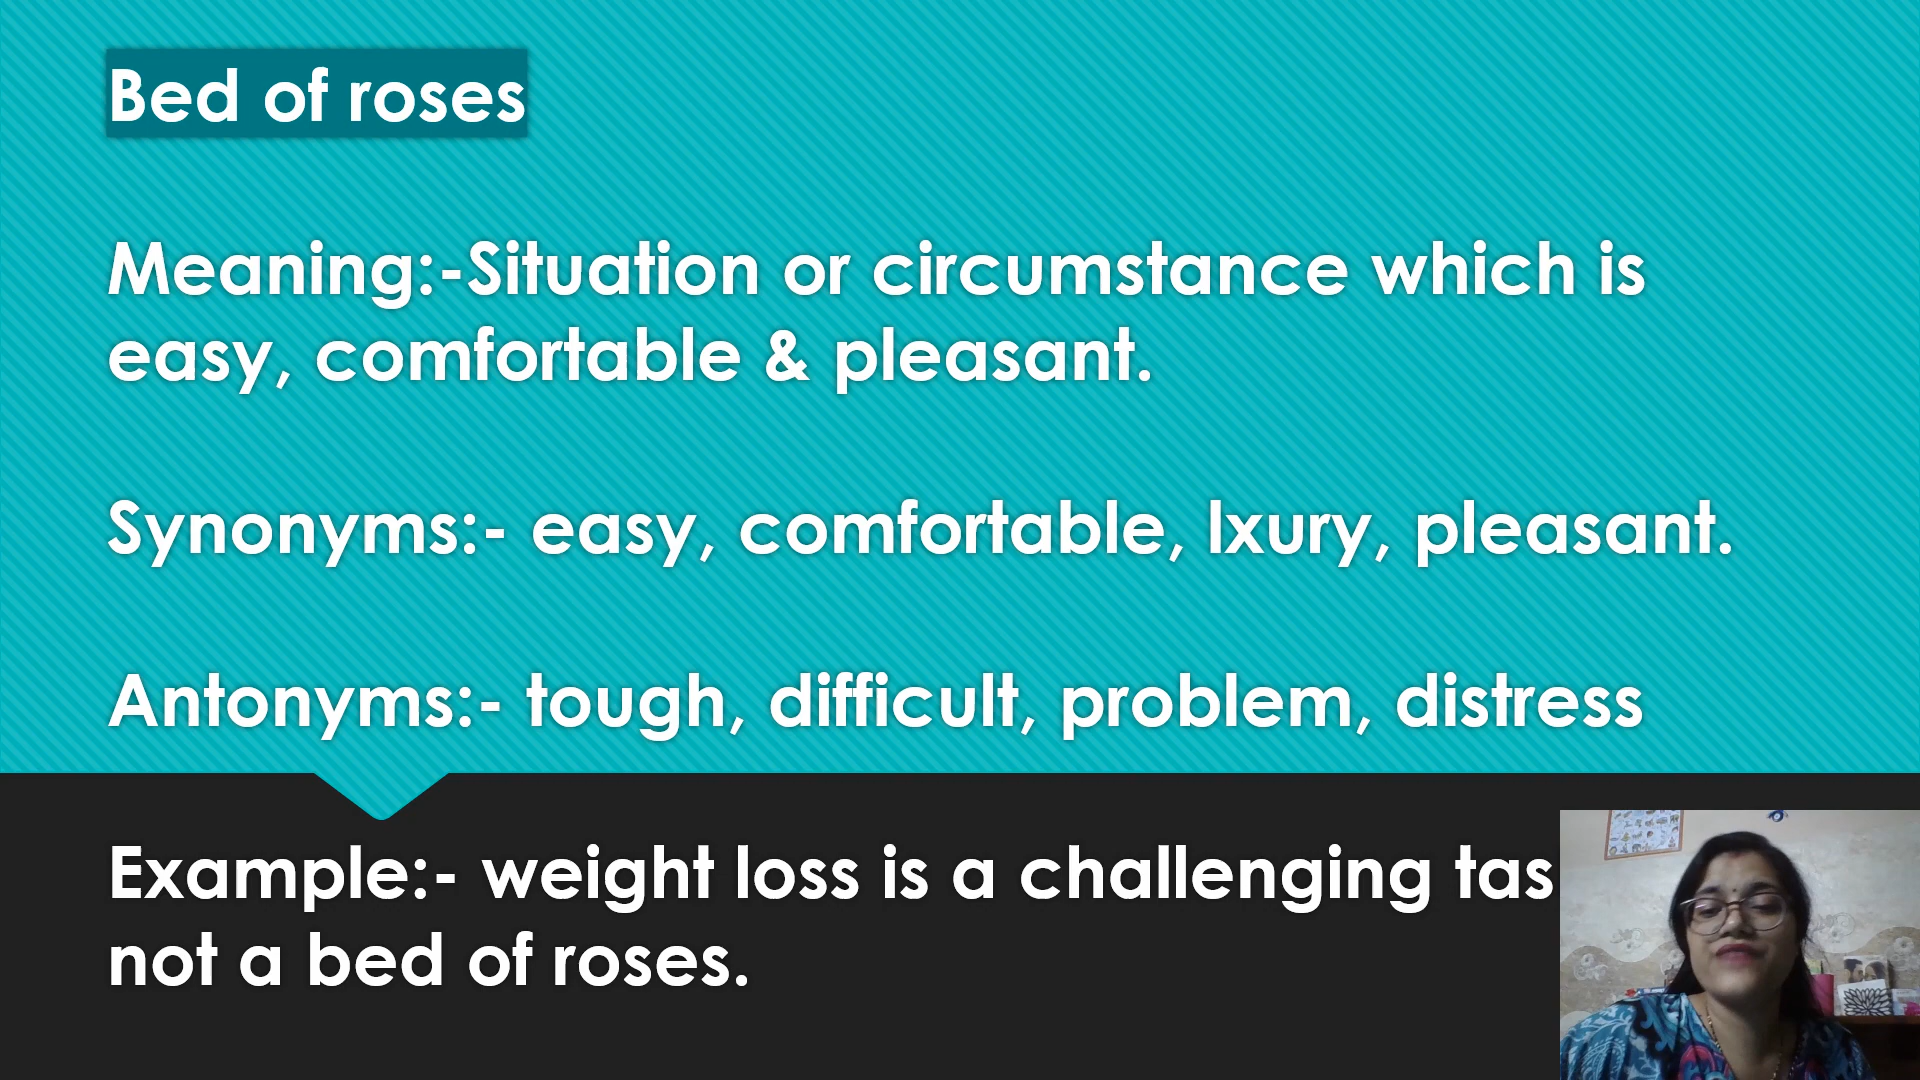 Bed of roses
Meaning:-Situation or circumstance which is
easy, comfortable & pleasant.
Synonyms:- easy, comfortable, lxury, pleasant.
Antonyms:- tough, difficult, problem, distress
Example:- weight loss is a challenging tas
not a bed of roses.